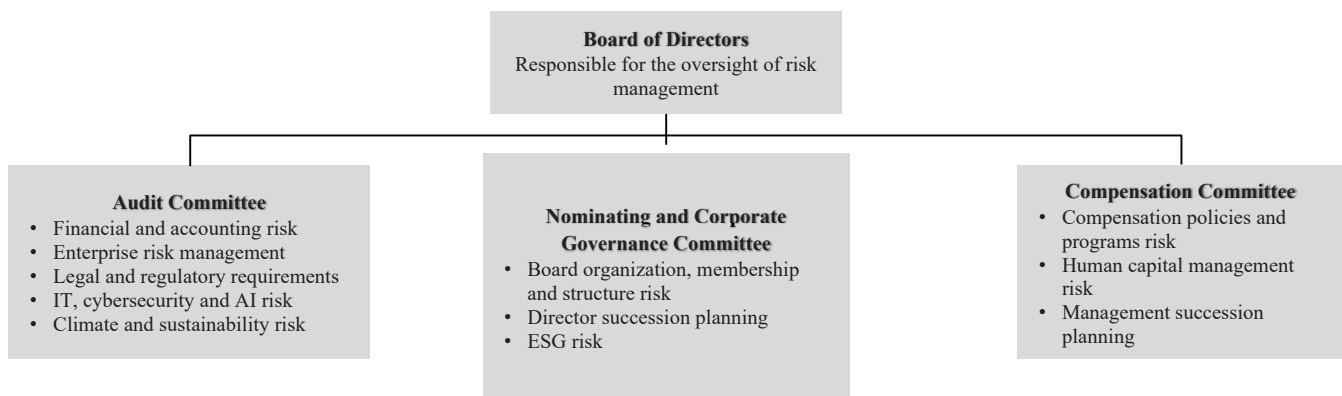 Board of Directors
Responsible for the oversight of risk
management
Audit Committee
• Financial and accounting risk
• Enterprise risk management
• Legal and regulatory requirements
• IT, cybersecurity and AI risk
• Climate and sustainability risk
Nominating and Corporate
Governance Committee
• Board organization, membership
and structure risk
• Director succession planning
• ESG risk
Compensation Committee
• Compensation policies and
programs risk
• Human capital management
risk
• Management succession
planning